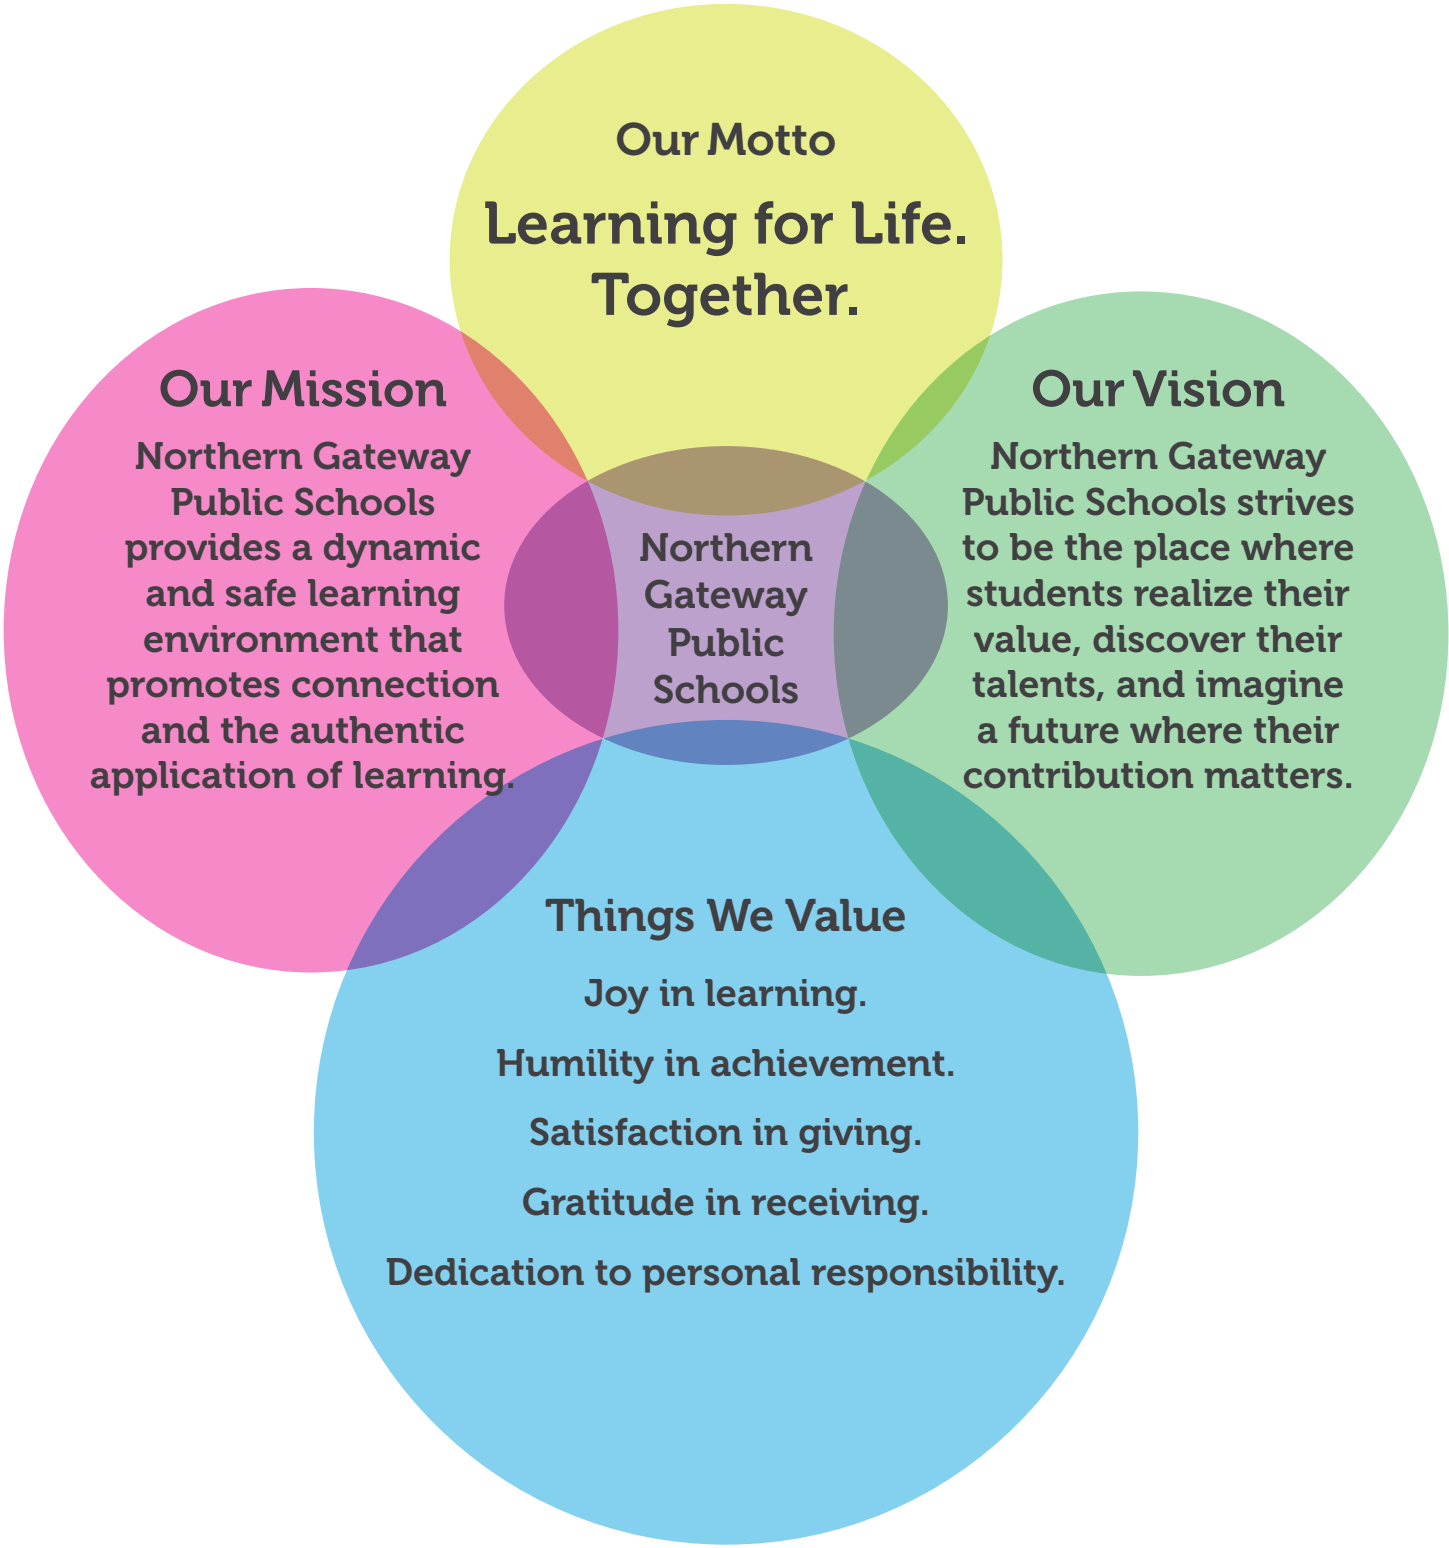 Our Motto
Learning for Life.
Together.
Our Mission
Northern Gateway
Public Schools
provides a dynamic
and safe learning
environment that
promotes connection
and the authentic
application of learning.
Northern
Gateway
Public
Schools
Our Vision
Northern Gateway
Public Schools strives
to be the place where
students realize their
value, discover their
talents, and imagine
a future where their
contribution matters.
Things We Value
Joy in learning.
Humility in achievement.
Satisfaction in giving.
Gratitude in receiving.
Dedication to personal responsibility.